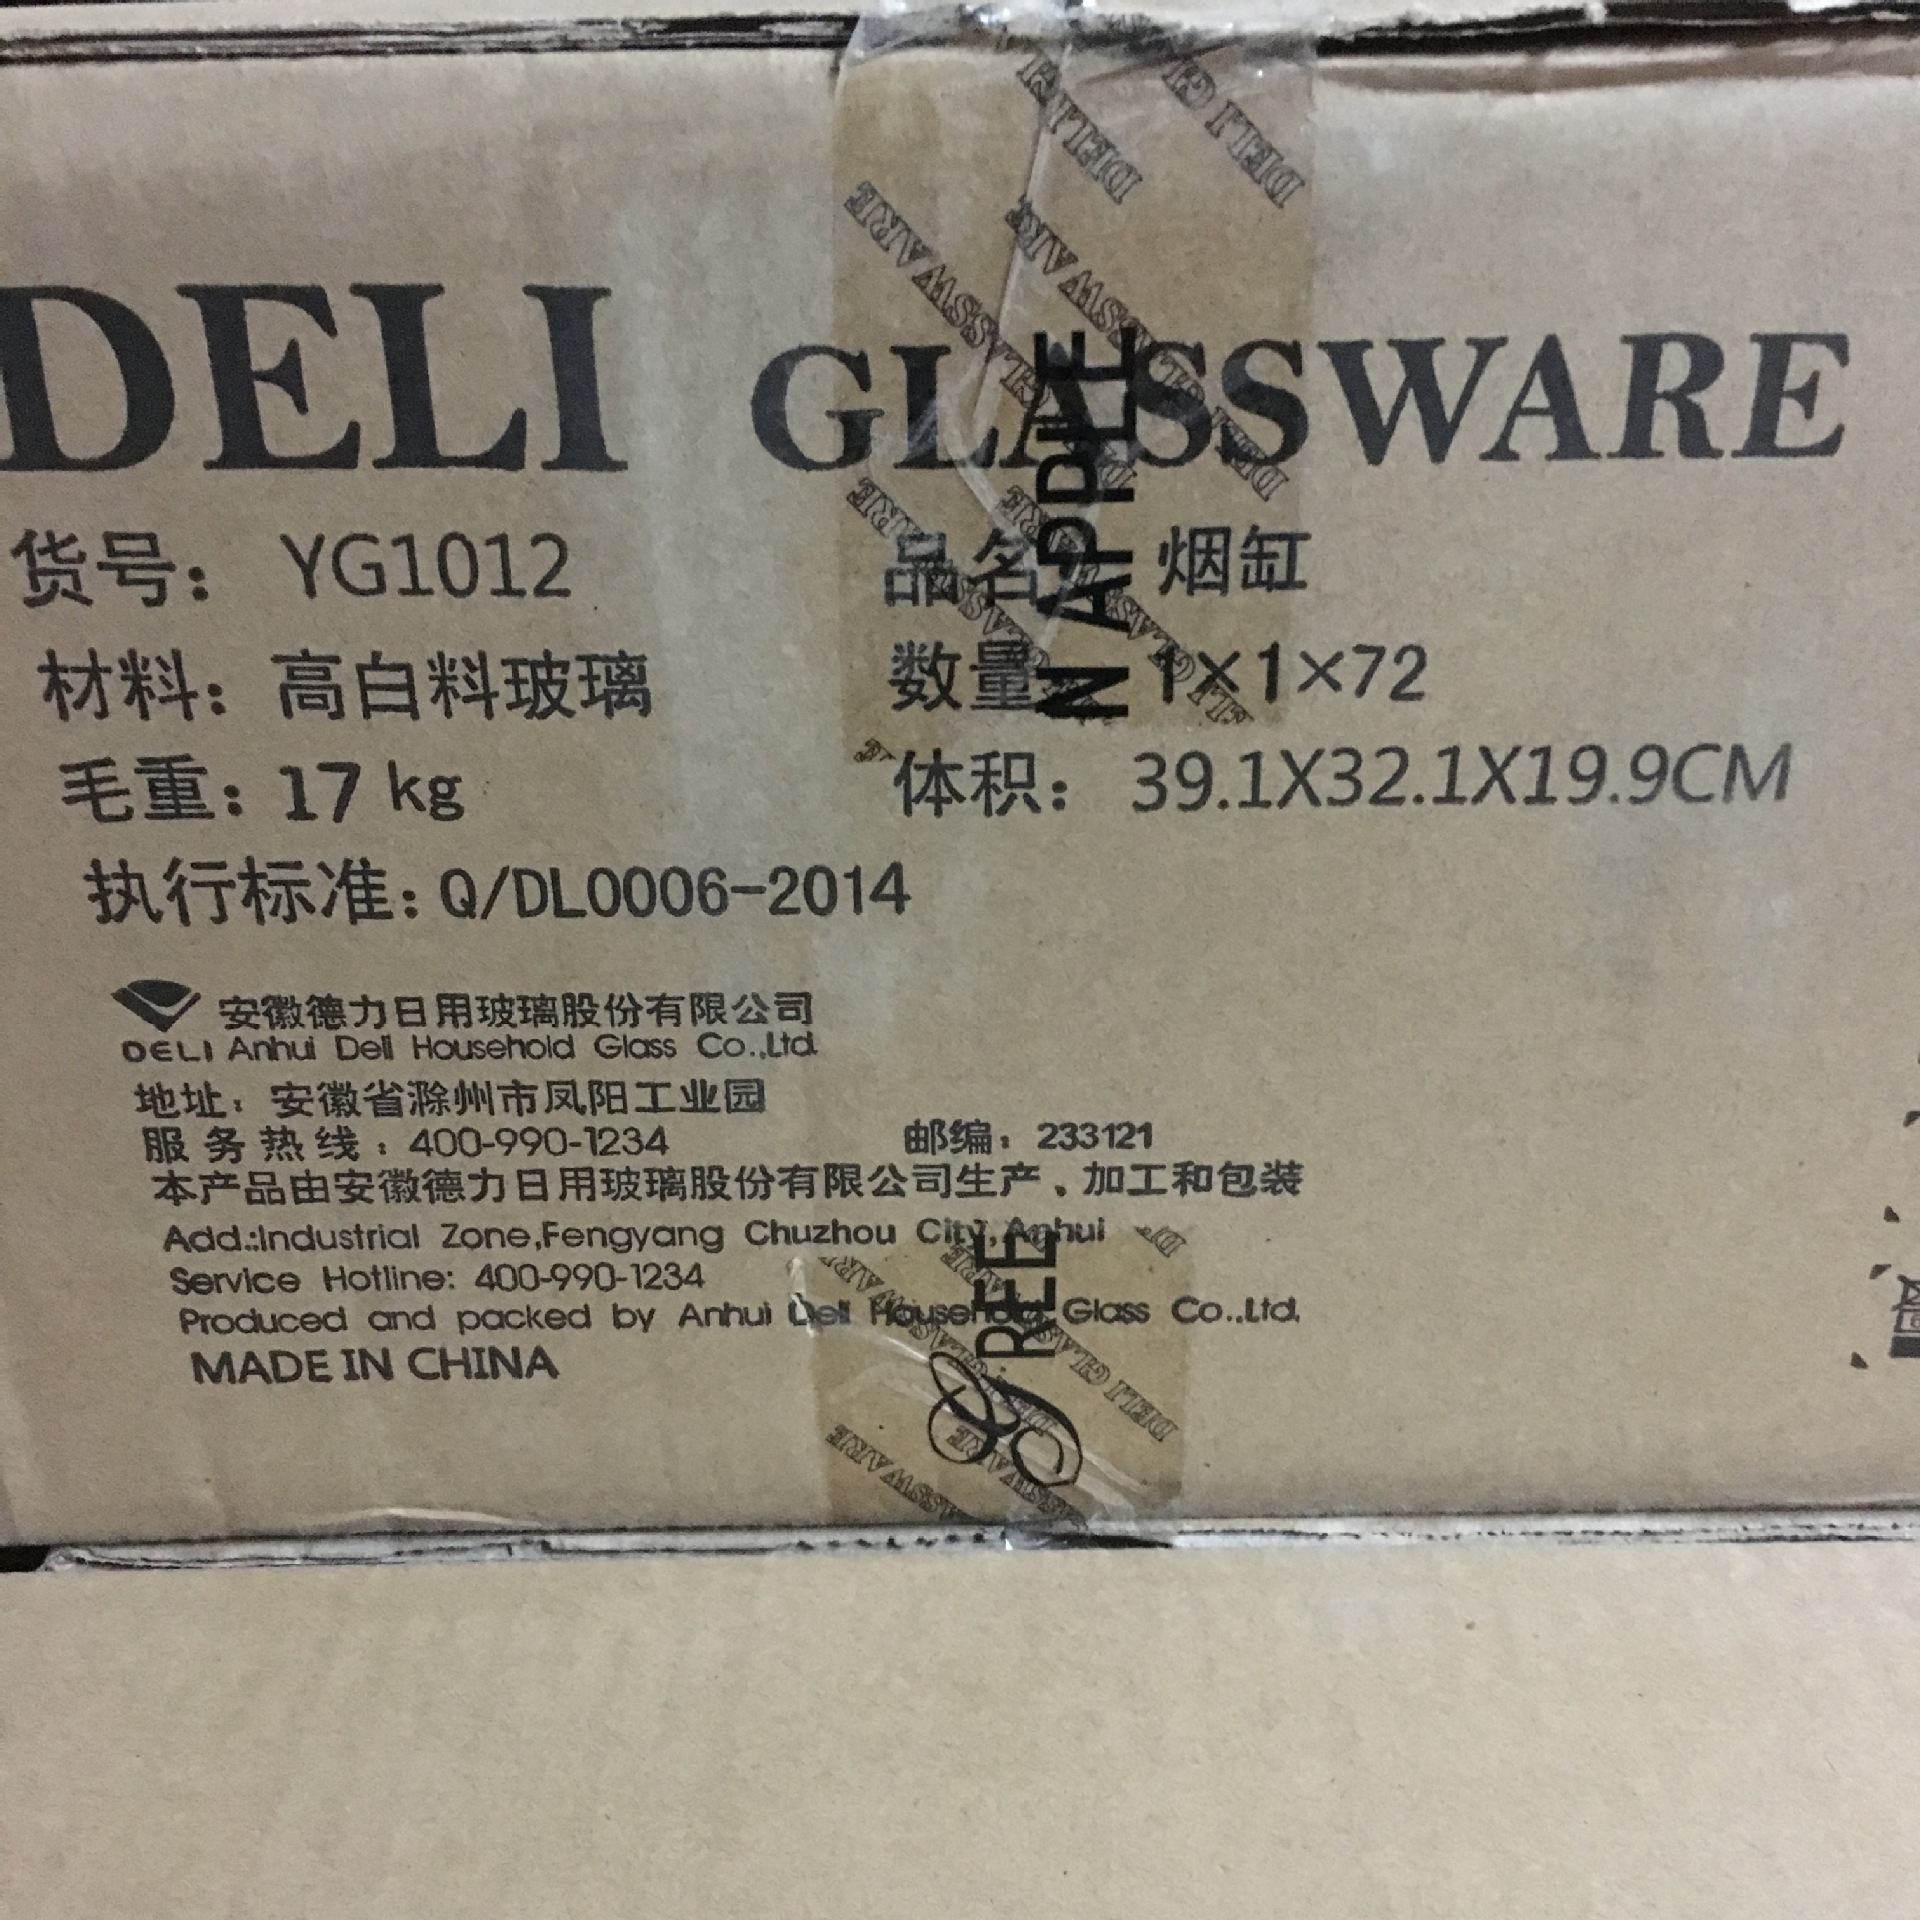 DELI GLASSWARE
货号： YG1012 品名 烟缸
材料：高白料玻璃 数量 1×1×72
毛重：17 kg 体积： 39.1X32.1X19.9CM
执行标准：Q/DL0006-2014
安徽德力日用玻璃股份有限公司
DELI Anhui Deli Household Glass Co.,Ltd.
地址：安徽省滁州市凤阳工业园
服务热线：400-990-1234 邮编：233121
本产品由安徽德力日用玻璃股份有限公司生产、加工和包装
Add.:Industrial Zone,Fengyang Chuzhou City,Anhui
Service Hotline: 400-990-1234
Produced and packed by Anhui Deli Household Glass Co.,Ltd.
MADE IN CHINA
N APPLE
REE
DELI GLASSWARE